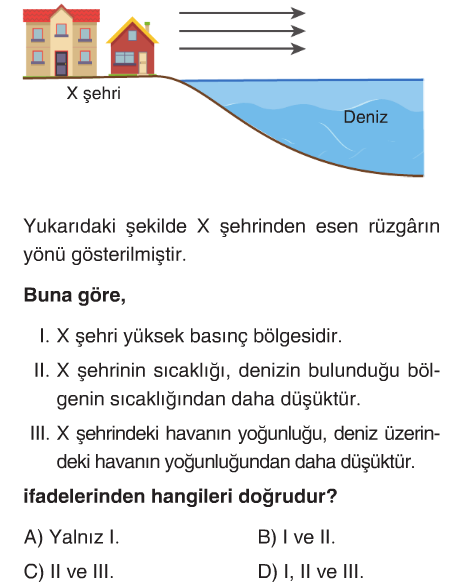 X şehri
Deniz
Yukarıdaki şekilde X şehrinden esen rüzgârın
yönü gösterilmiştir.
Buna göre,
I. X şehri yüksek basınç bölgesidir.
II. X şehrinin sıcaklığı, denizin bulunduğu böl-
genin sıcaklığından daha düşüktür.
III. X şehrindeki havanın yoğunluğu, deniz üzerin-
deki havanın yoğunluğundan daha düşüktür.
ifadelerinden hangileri doğrudur?
A) Yalnız I. B) I ve II.
C) II ve III. D) I, II ve III.